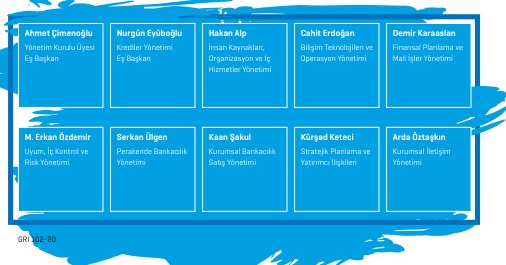 Ahmet Çimenoğlu
Yönetim Kurulu Üyesi
Eş Başkan
Nurgün Eyüboğlu
Krediler Yönetimi
Eş Başkan
Hakan Alp
İnsan Kaynakları,
Organizasyon ve İç
Hizmetler Yönetimi
Cahit Erdoğan
Bilişim Teknolojileri ve
Operasyon Yönetimi
Demir Karaaslan
Finansal Planlama ve
Mali İşler Yönetimi
M. Erkan Özdemir
Uyum, İç Kontrol ve
Risk Yönetimi
Serkan Ülgen
Perakende Bankacılık
Yönetimi
Kaan Şakul
Kurumsal Bankacılık
Satış Yönetimi
Kürşad Keteci
Stratejik Planlama ve
Yatırımcı İlişkileri
Arda Öztaşkın
Kurumsal İletişim
Yönetimi
GRI 102-20